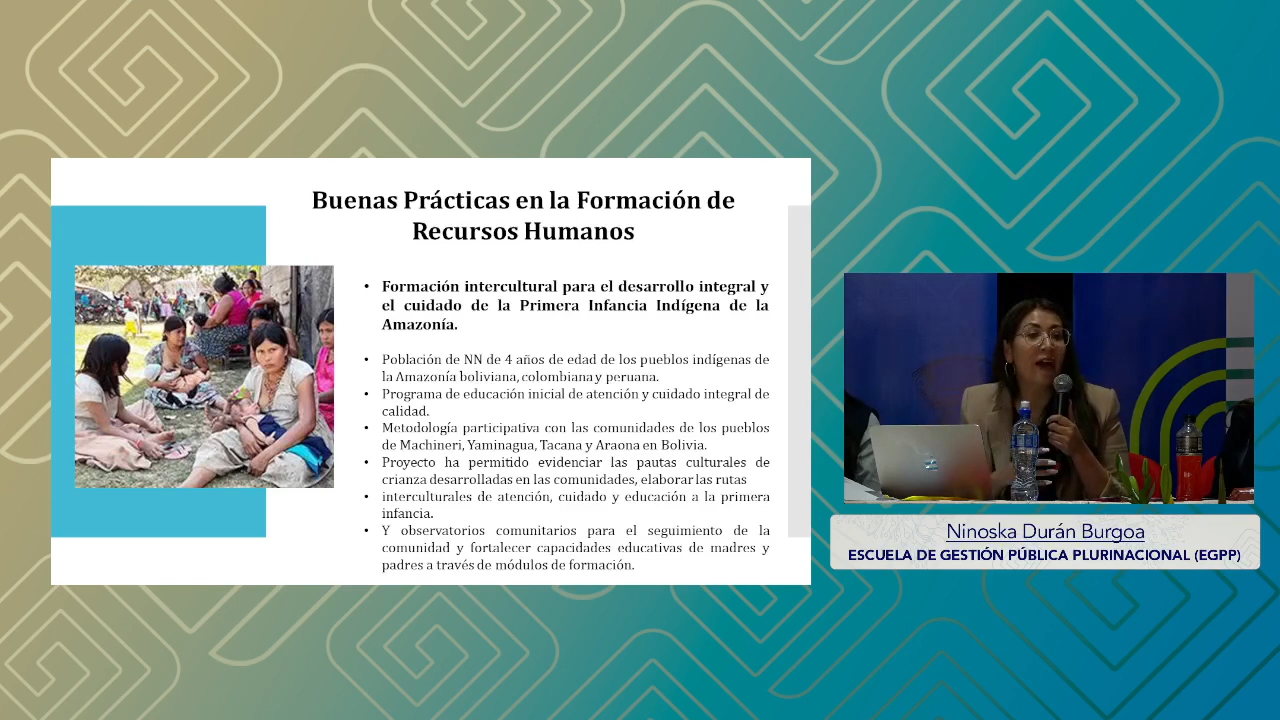 Buenas Prácticas en la Formación de
Recursos Humanos
• Formación intercultural para el desarrollo integral y
el cuidado de la Primera Infancia Indígena de la
Amazonía.
• Población de NN de 4 años de edad de los pueblos indígenas de
la Amazonía boliviana, colombiana y peruana.
• Programa de educación inicial de atención y cuidado integral de
calidad.
• Metodología participativa con las comunidades de los pueblos
de Machineri, Yaminagua, Tacana y Araona en Bolivia.
• Proyecto ha permitido evidenciar las pautas culturales de
crianza desarrolladas en las comunidades, elaborar las rutas
• interculturales de atención, cuidado y educación a la primera
infancia.
• Y observatorios comunitarios para el seguimiento de la
comunidad y fortalecer capacidades educativas de madres y
padres a través de módulos de formación.
Ninoska Durán Burgoa
ESCUELA DE GESTIÓN PÚBLICA PLURINACIONAL (EGPP)